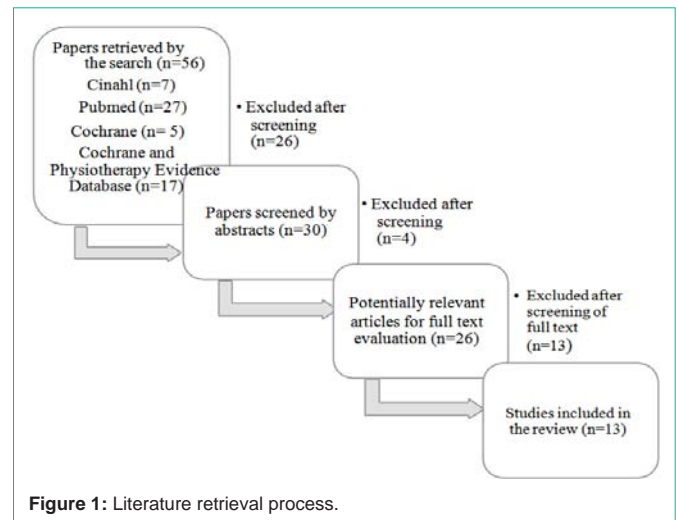 Papers retrieved by
the search (n=56)
Cinahl (n=7)
Pubmed (n=27)
Cochrane (n= 5)
Cochrane and
Physiotherapy Evidence
Database (n=17)
• Excluded after
screening
(n=26)
Papers screened by
abstracts (n=30)
• Excluded after
screening
(n=4)
Potentially relevant
articles for full text
evaluation (n=26)
• Excluded after
screening of
full text
(n=13)
Studies included in
the review (n=13)
Figure 1: Literature retrieval process.